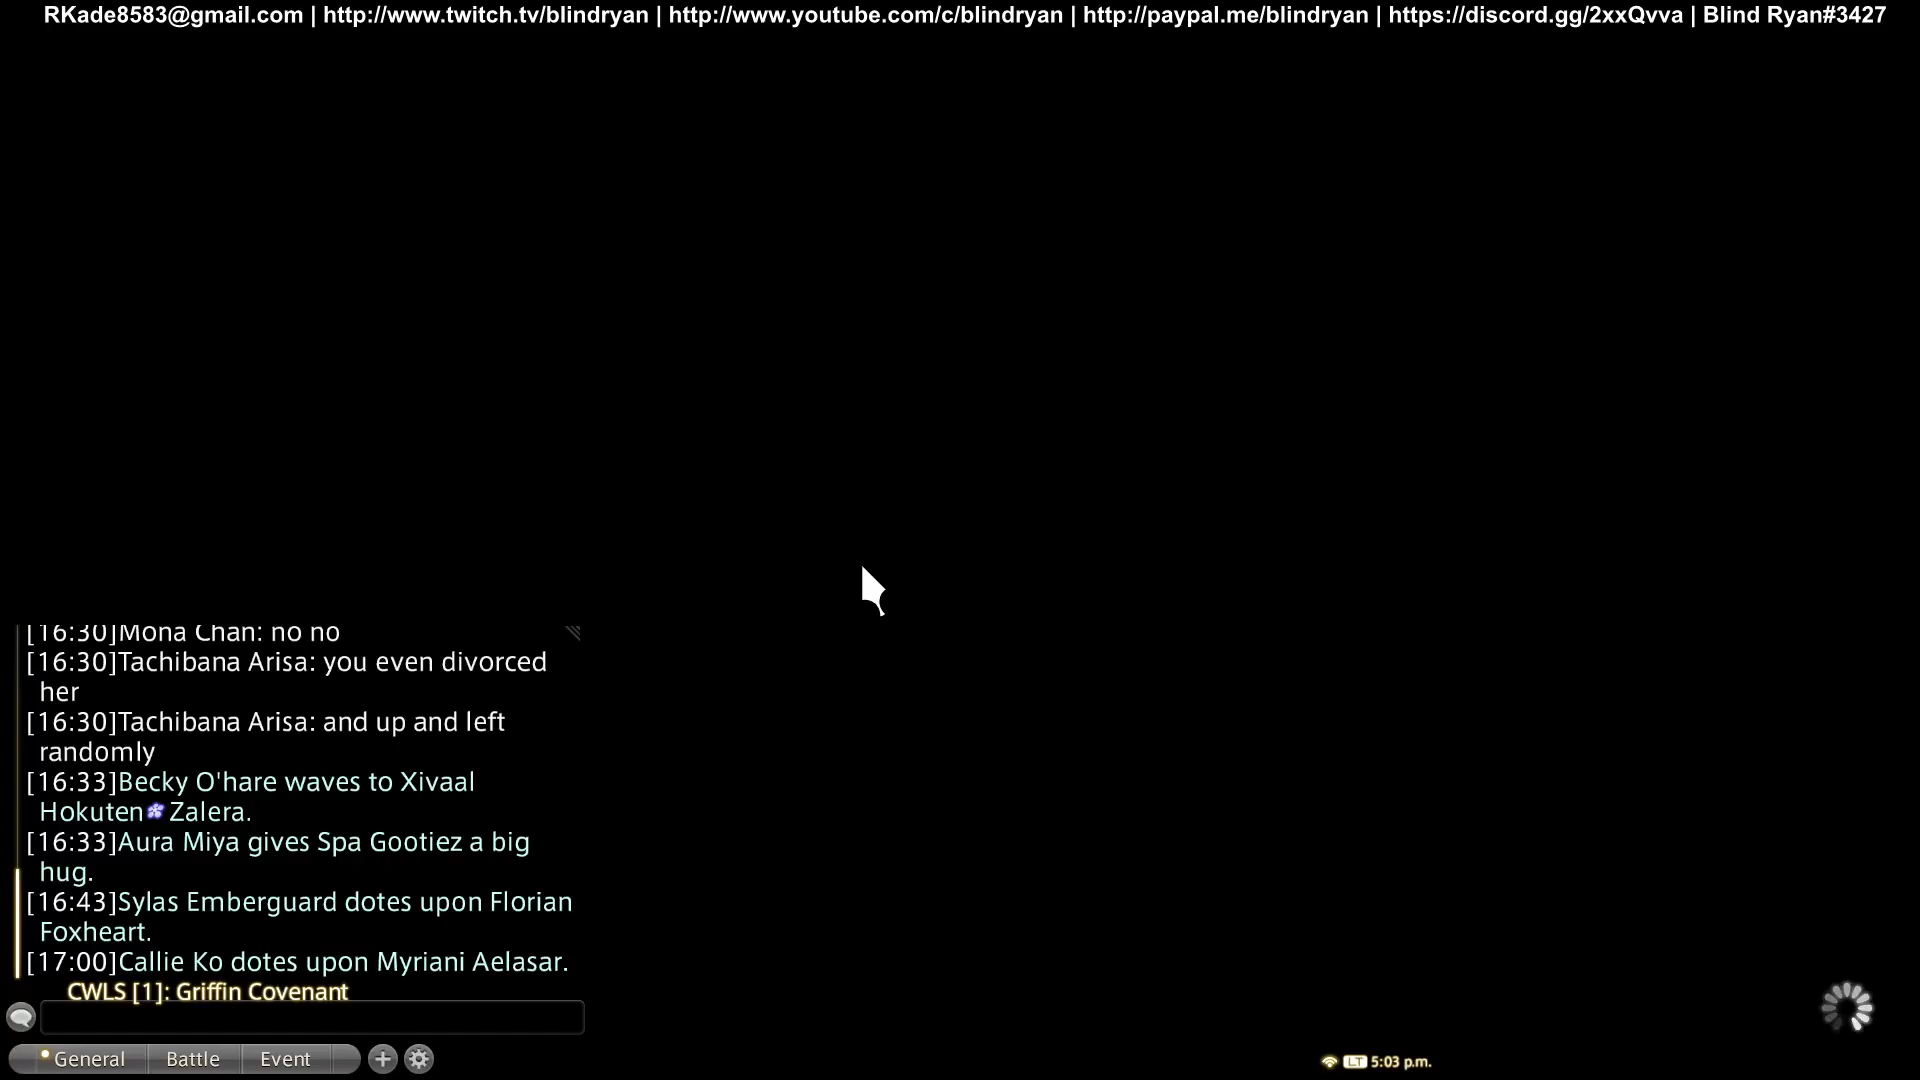 RKade8583@gmail.com | http://www.twitch.tv/blindryan | http://www.youtube.com/c/blindryan | http://paypal.me/blindryan | https://discord.gg/2xxQvva | Blind Ryan#3427
[16:30]Mona Chan: no no
[16:30]Tachibana Arisa: you even divorced
her
[16:30]Tachibana Arisa: and up and left
randomly
[16:33]Becky O'hare waves to Xivaal
Hokuten Zalera.
[16:33]Aura Miya gives Spa Gootiez a big
hug.
[16:43]Sylas Emberguard dotes upon Florian
Foxheart.
[17:00]Callie Ko dotes upon Myriani Aelasar.
CWLS [1]: Griffin Covenant
General Battle Event
LT 5:03 p.m.